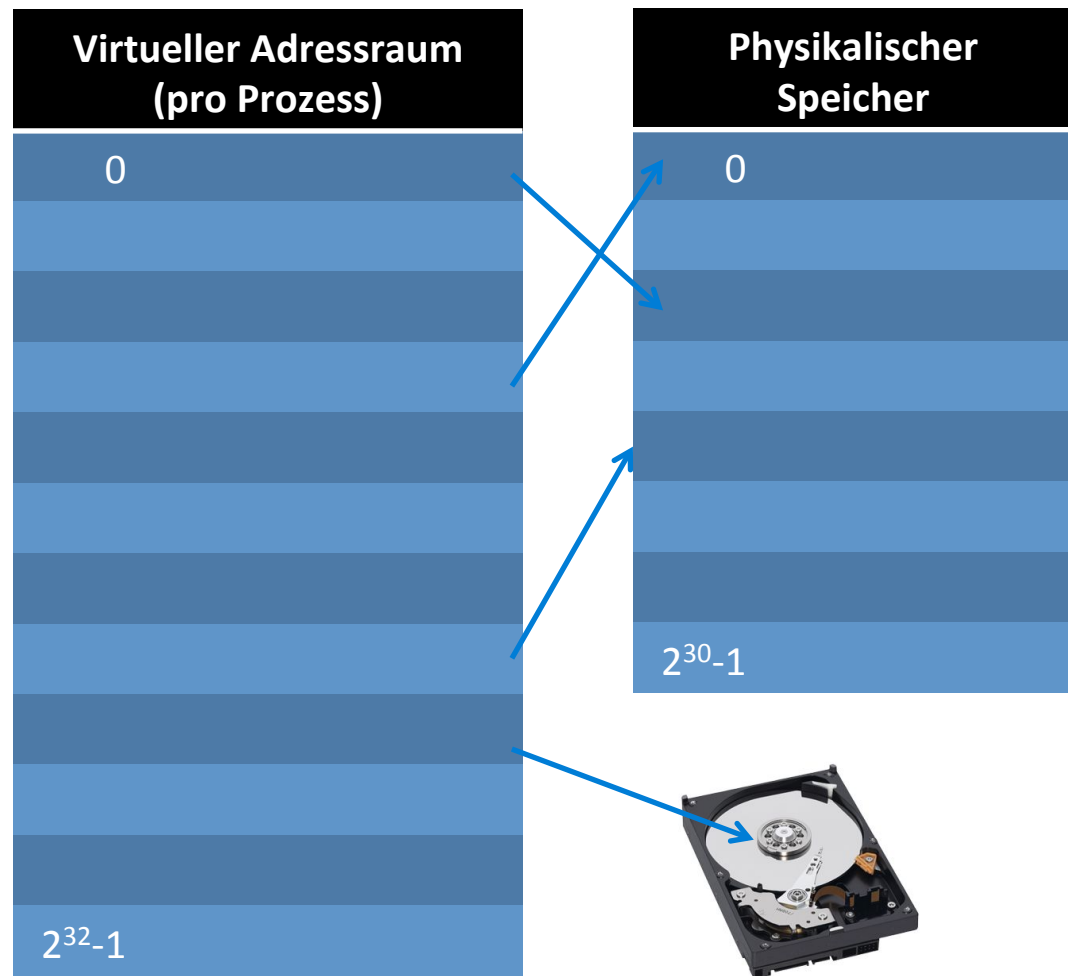 Virtueller Adressraum
(pro Prozess)
0
2³²-1
Physikalischer
Speicher
0
2³⁰-1